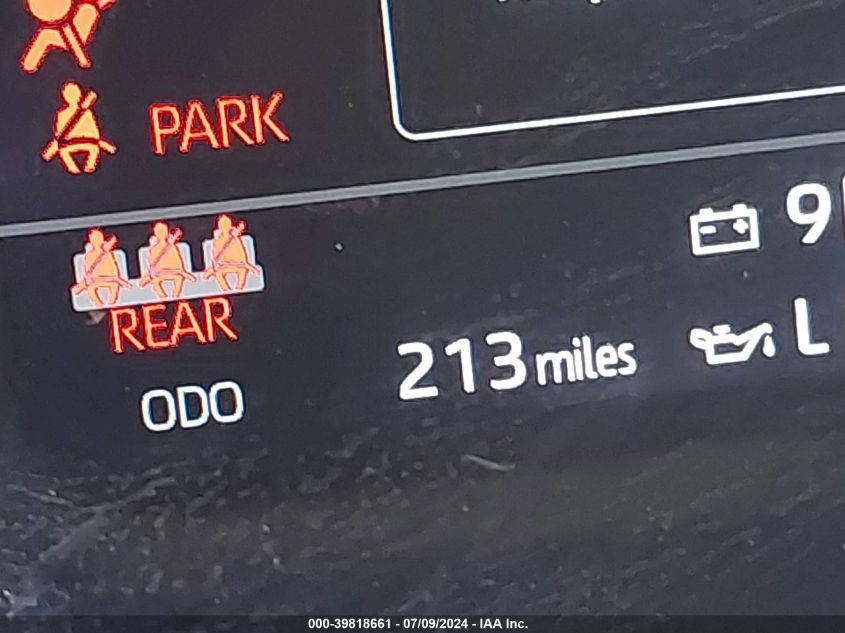 PARK
9
REAR
213 miles
L
ODO
000-39818661 - 07/09/2024 - IAA Inc.